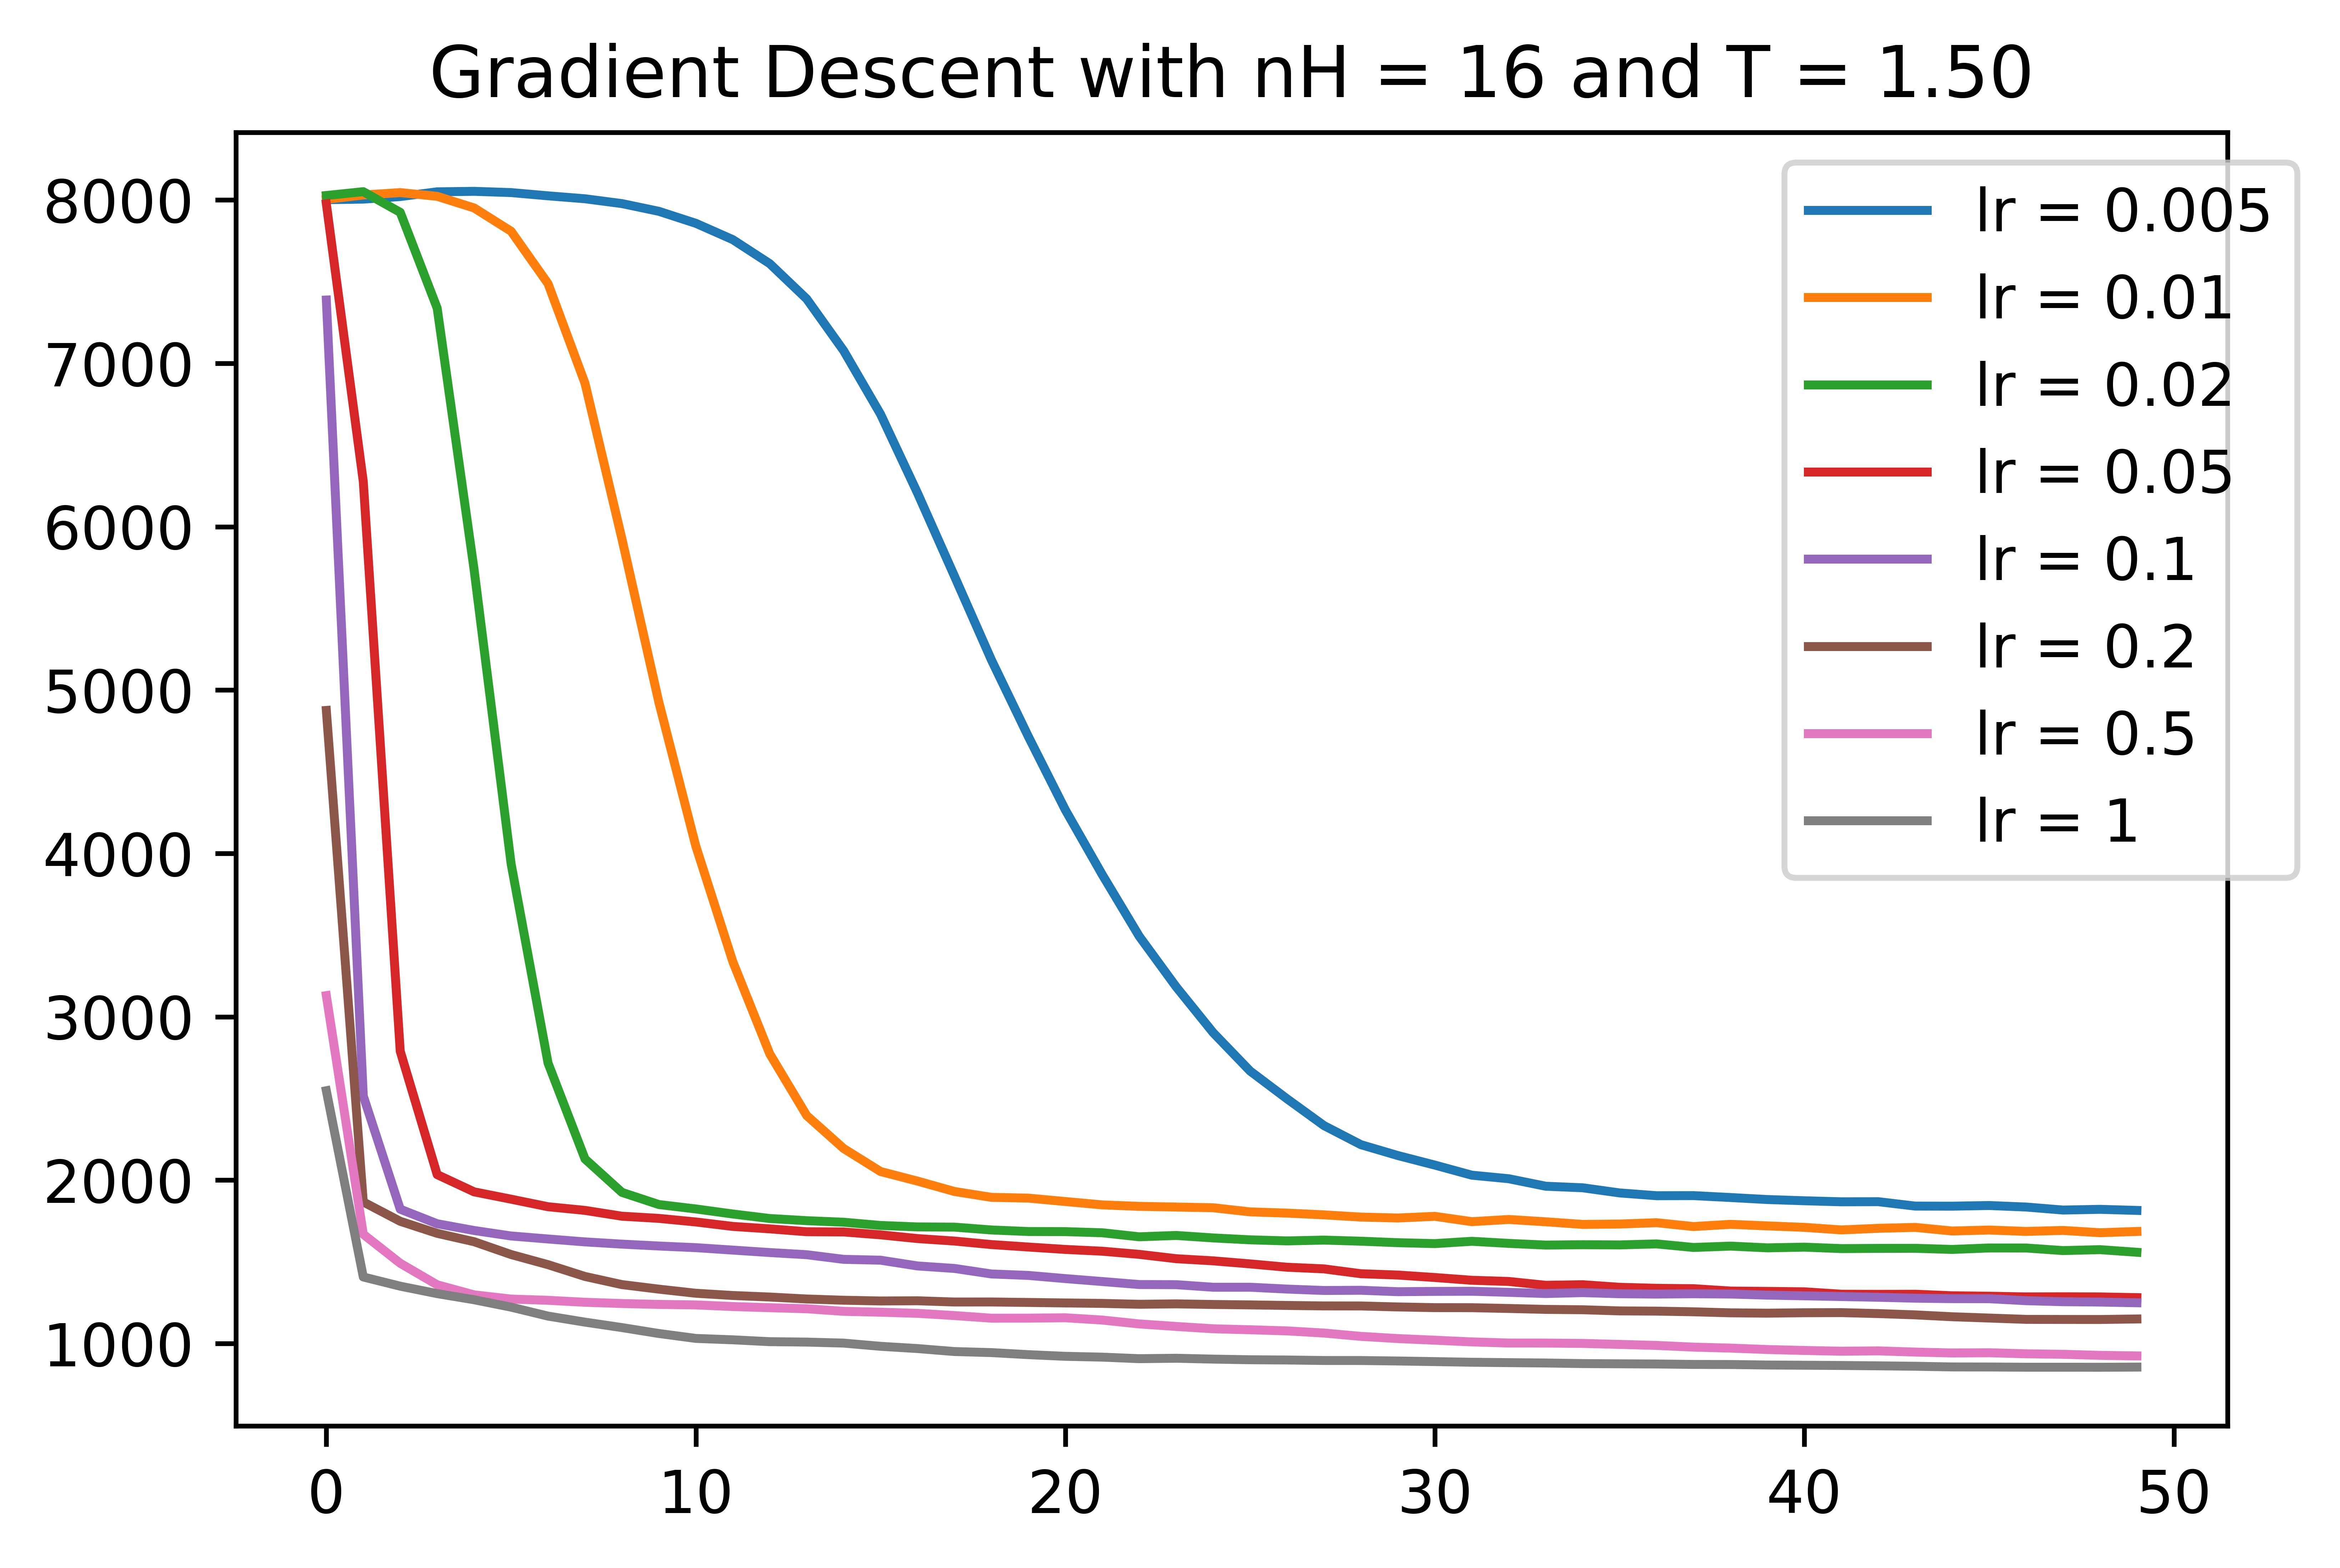 Gradient Descent with nH = 16 and T = 1.50
8000
7000
6000
5000
4000
3000
2000
1000
0 10 20 30 40 50
lr = 0.005
lr = 0.01
lr = 0.02
lr = 0.05
lr = 0.1
lr = 0.2
lr = 0.5
lr = 1